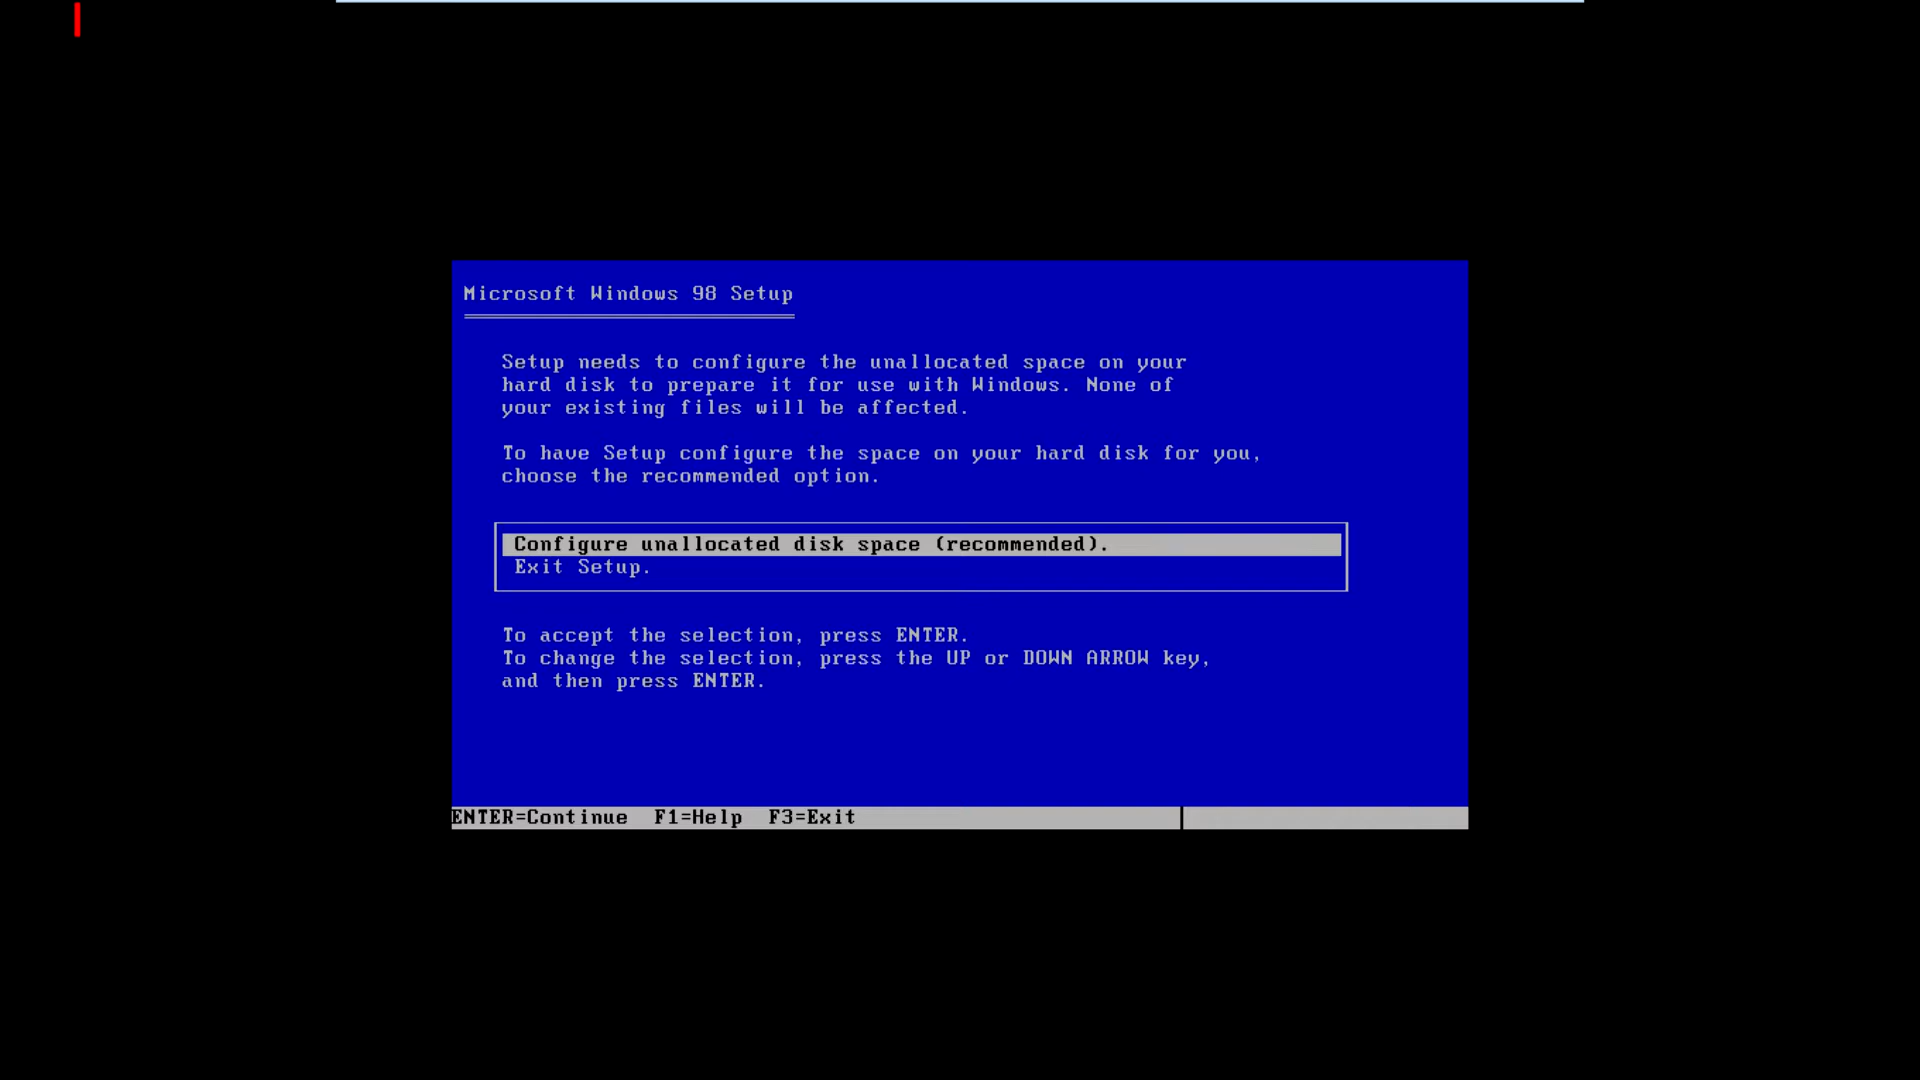 Microsoft Windows 98 Setup
Setup needs to configure the unallocated space on your
hard disk to prepare it for use with Windows. None of
your existing files will be affected.
To have Setup configure the space on your hard disk for you,
choose the recommended option.
Configure unallocated disk space (recommended).
Exit Setup.
To accept the selection, press ENTER.
To change the selection, press the UP or DOWN ARROW key,
and then press ENTER.
ENTER=Continue  F1=Help  F3=Exit